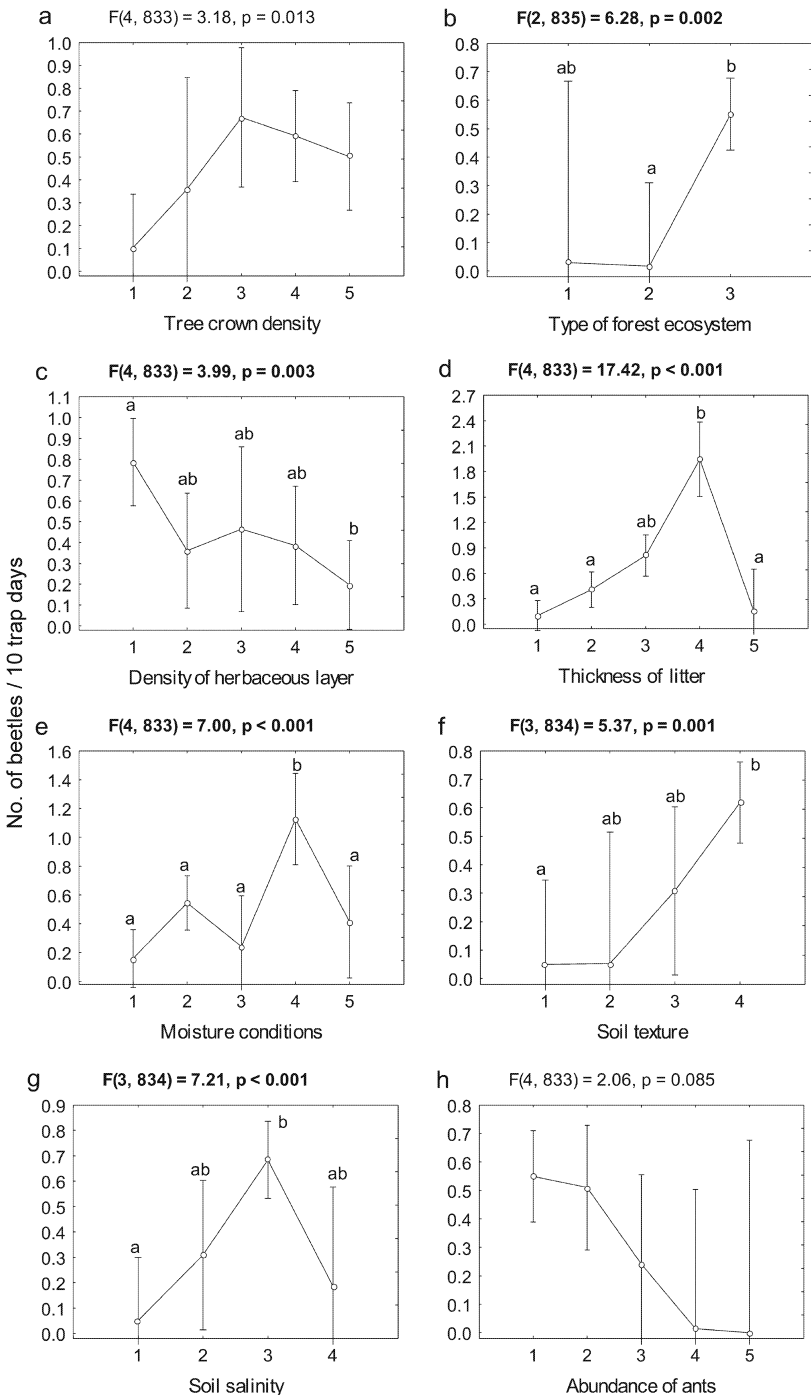 No. of beetles / 10 trap days
a
F(4, 833) = 3.18, p = 0.013
1.0
0.9
0.8
0.7
0.6
0.5
0.4
0.3
0.2
0.1
0.0
1 2 3 4 5
Tree crown density
b
F(2, 835) = 6.28, p = 0.002
0.8
0.7
0.6
0.5
0.3
0.2
0.1
0.0
ab
a
b
1 2 3
Type of forest ecosystem
c
F(4, 833) = 3.99, p = 0.003
1.1
1.0
0.9
0.8
0.7
0.6
0.5
0.4
0.3
0.2
0.1
0.0
a
ab
ab
ab
b
1 2 3 4 5
Density of herbaceous layer
d
F(4, 833) = 17.42, p < 0.001
2.7
2.4
2.1
1.8
1.5
1.2
0.9
0.6
0.3
0.0
a
a
ab
b
a
1 2 3 4 5
Thickness of litter
e
F(4, 833) = 7.00, p < 0.001
1.6
1.4
1.2
1.0
0.8
0.6
0.4
0.2
0.0
a
a
a
b
a
1 2 3 4 5
Moisture conditions
f
F(3, 834) = 5.37, p = 0.001
0.8
0.7
0.6
0.5
0.4
0.3
0.2
0.1
0.0
a
ab
ab
b
1 2 3 4
Soil texture
g
F(3, 834) = 7.21, p < 0.001
0.9
0.8
0.7
0.6
0.5
0.4
0.3
0.2
0.1
0.0
a
ab
b
ab
1 2 3 4
Soil salinity
h
F(4, 833) = 2.06, p = 0.085
0.8
0.7
0.6
0.5
0.4
0.3
0.2
0.1
0.0
1 2 3 4 5
Abundance of ants